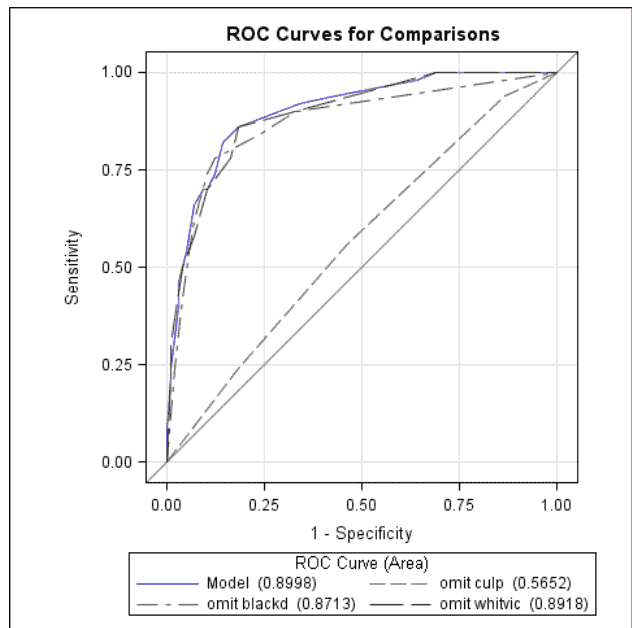 ROC Curves for Comparisons
1.00
0.75
0.50
0.25
0.00
Sensitivity
0.00 0.25 0.50 0.75 1.00
1 - Specificity
ROC Curve (Area)
Model (0.8998) omit culp (0.5652)
omit blackd (0.8713) omit whitvic (0.8918)